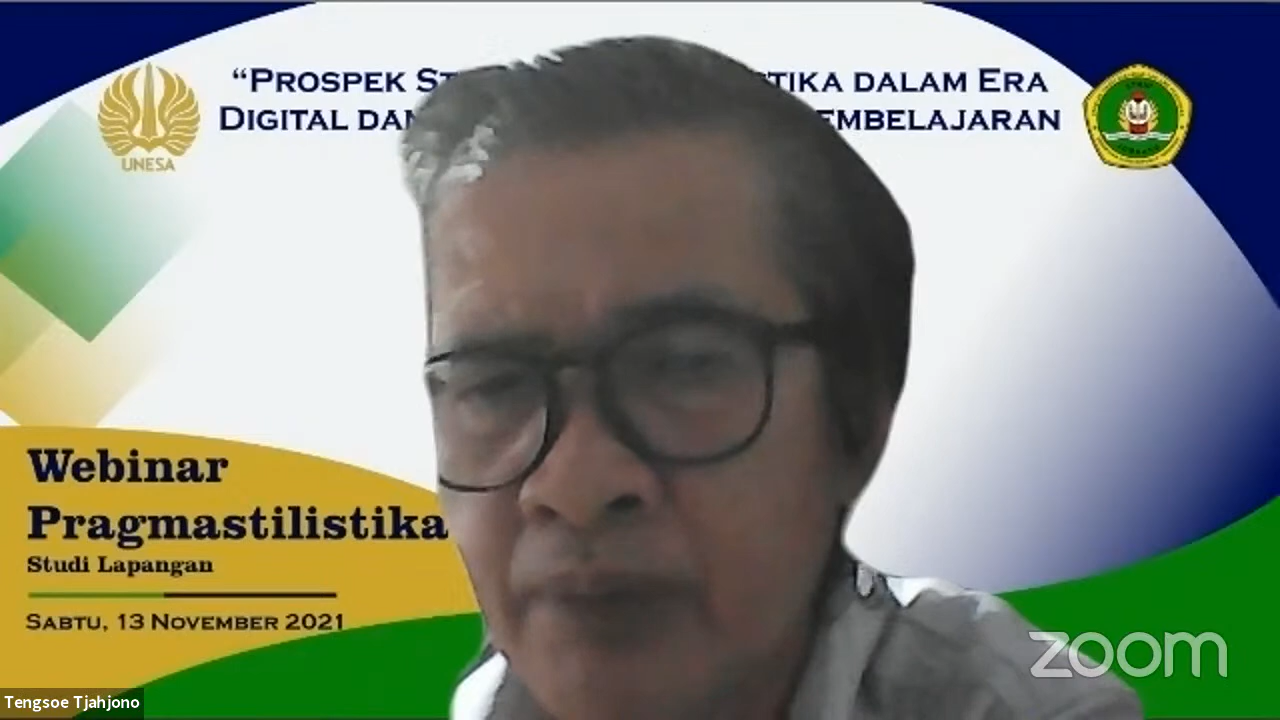 “PROSPEK TIKA DALAM ERA
DIGITAL DAN EMBELAJARAN
UNESA
Webinar
Pragmastilistika
Studi Lapangan
SABTU, 13 NOVEMBER 2021
zoom
Tengsoe Tjahjono